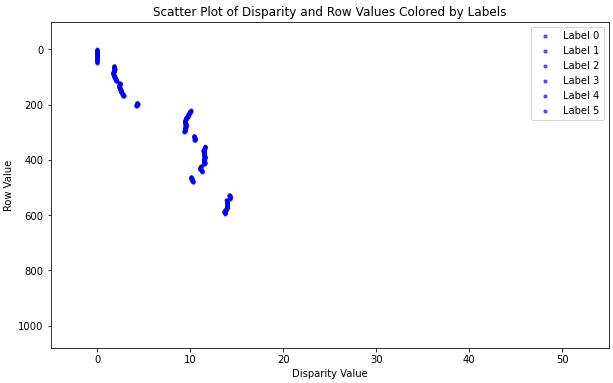 Scatter Plot of Disparity and Row Values Colored by Labels
Label 0
Label 1
Label 2
Label 3
Label 4
Label 5
Row Value
0
200
400
600
800
1000
0 10 20 30 40 50
Disparity Value